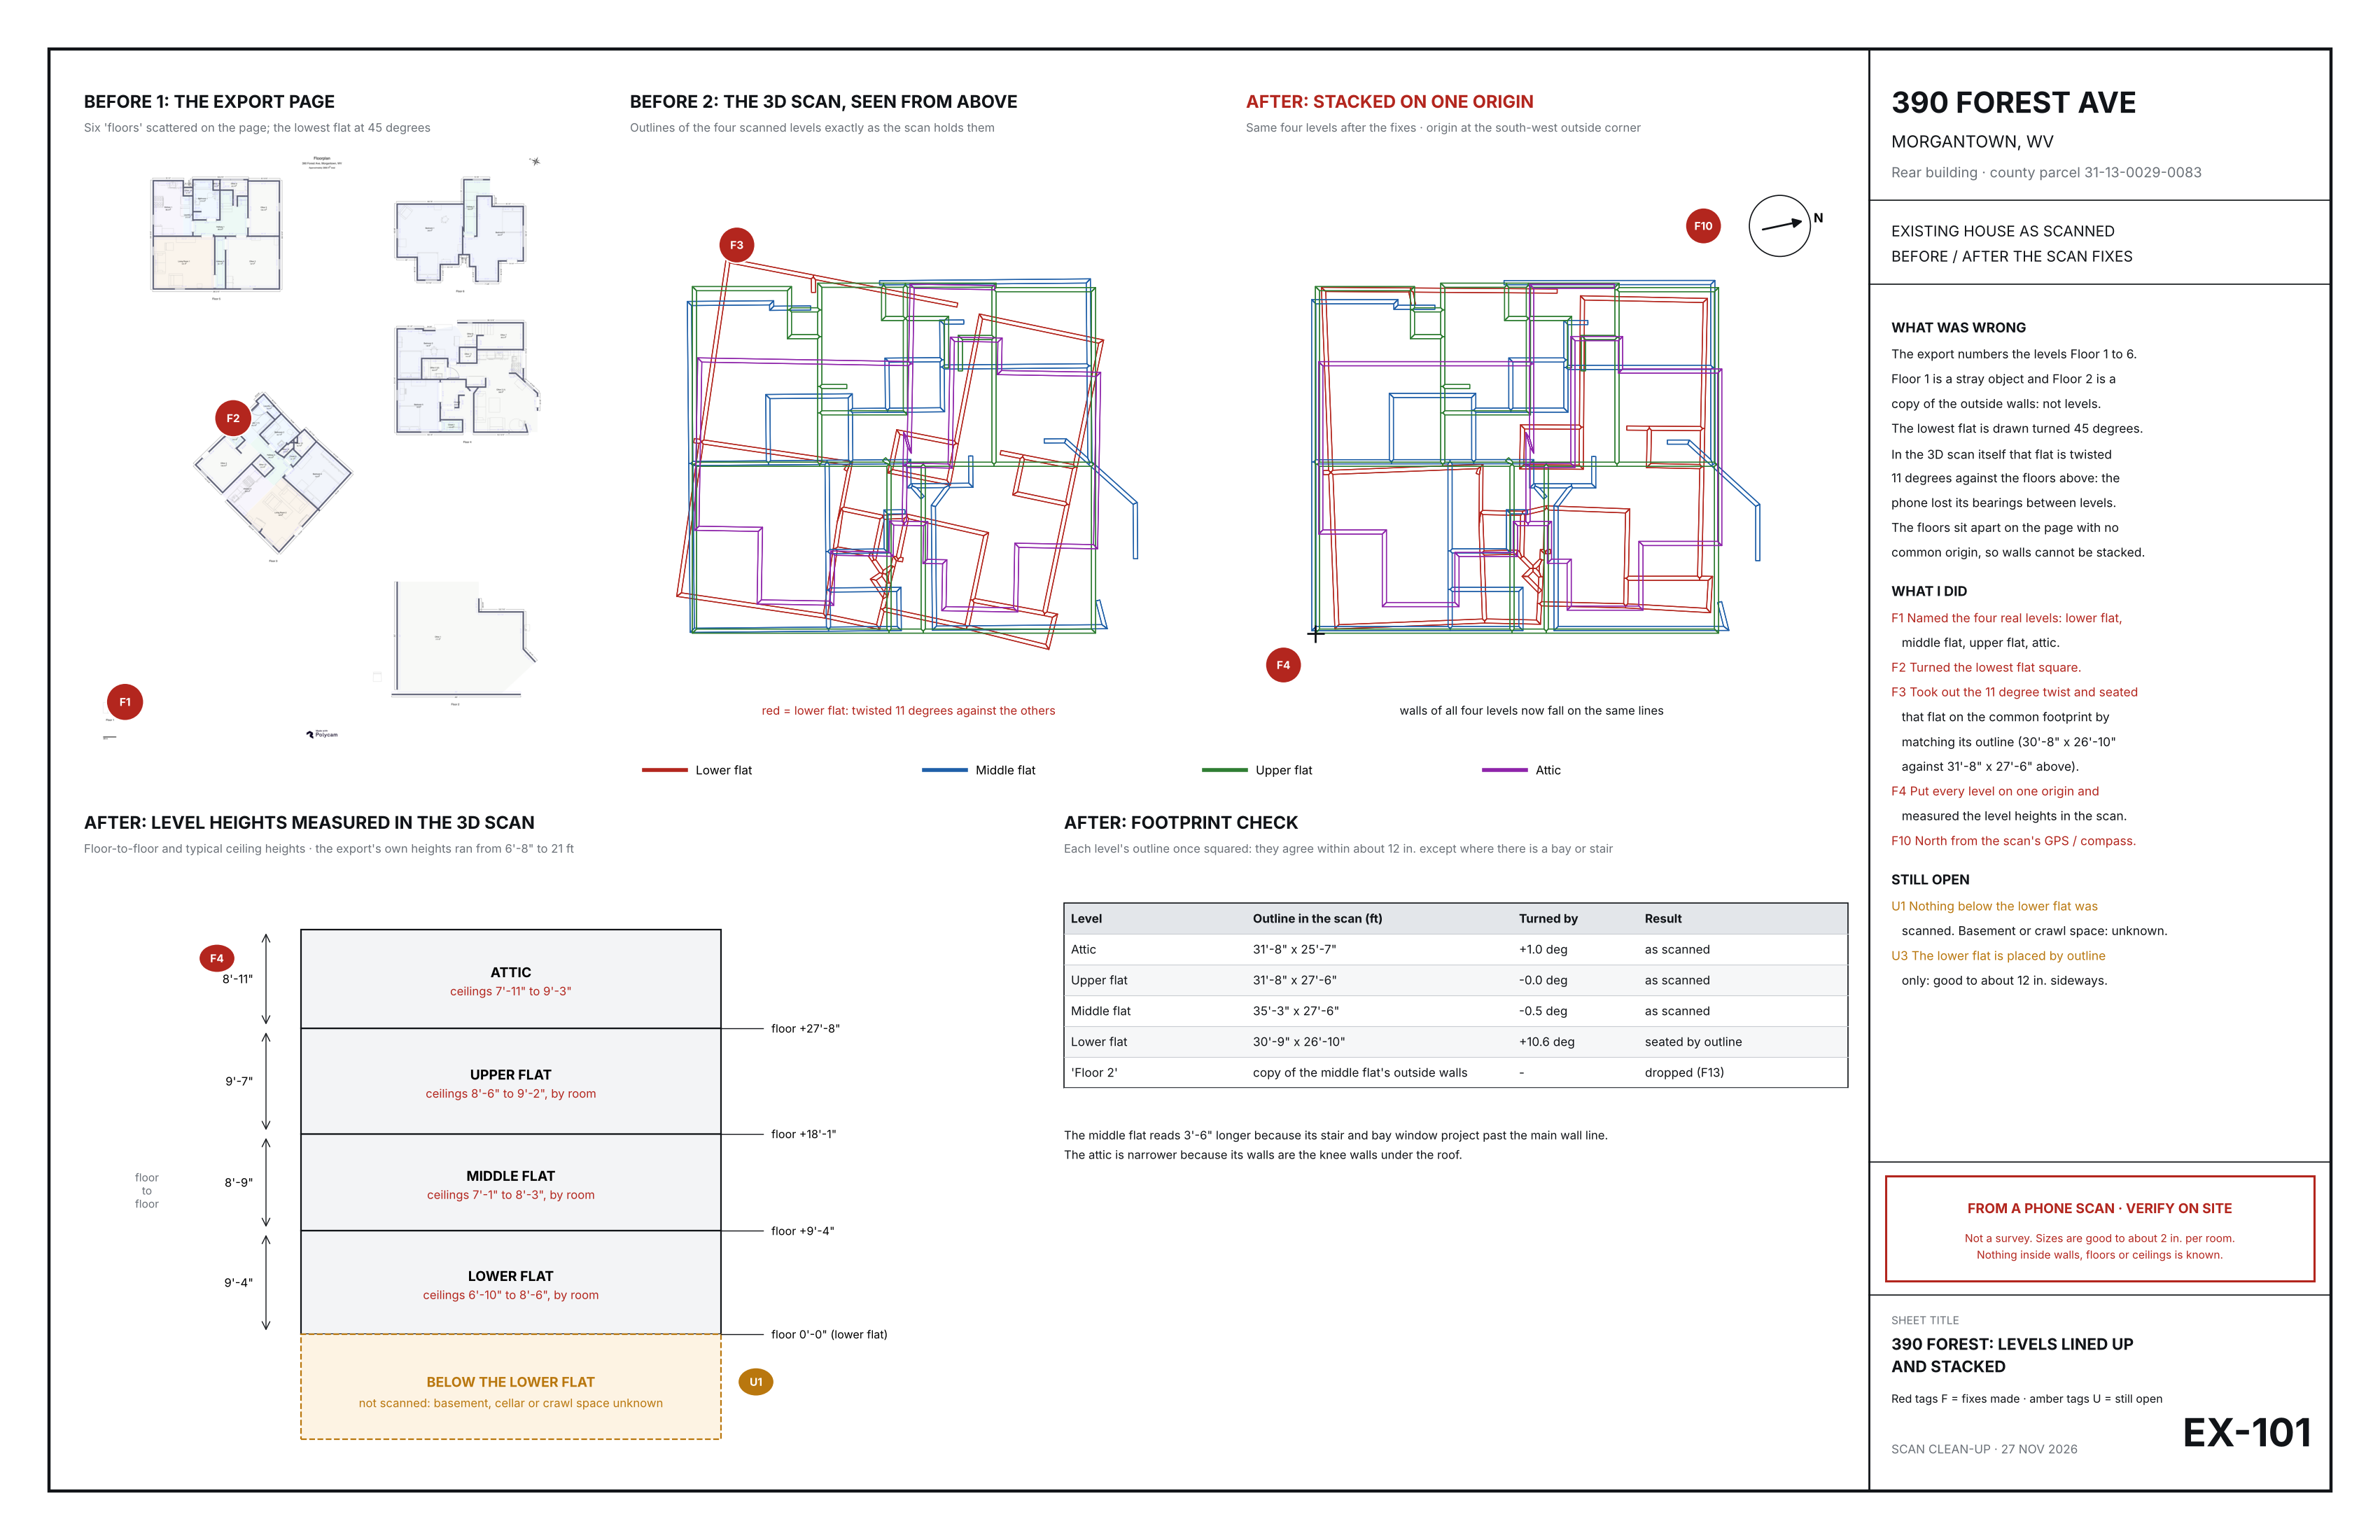 BEFORE 1: THE EXPORT PAGE
Six 'floors' scattered on the page; the lowest flat at 45 degrees
Floorplan
F2
F1
Polycam
BEFORE 2: THE 3D SCAN, SEEN FROM ABOVE
Outlines of the four scanned levels exactly as the scan holds them
F3
red = lower flat: twisted 11 degrees against the others
AFTER: STACKED ON ONE ORIGIN
Same four levels after the fixes · origin at the south-west outside corner
F10
N
F4
walls of all four levels now fall on the same lines
Lower flat
Middle flat
Upper flat
Attic
AFTER: LEVEL HEIGHTS MEASURED IN THE 3D SCAN
Floor-to-floor and typical ceiling heights · the export's own heights ran from 6'-8" to 21 ft
F4
8'-11"
ATTIC
ceilings 7'-11" to 9'-3"
floor +27'-8"
9'-7"
UPPER FLAT
ceilings 8'-6" to 9'-2", by room
floor +18'-1"
floor
to
floor
8'-9"
MIDDLE FLAT
ceilings 7'-1" to 8'-3", by room
floor +9'-4"
9'-4"
LOWER FLAT
ceilings 6'-10" to 8'-6", by room
floor 0'-0" (lower flat)
BELOW THE LOWER FLAT
not scanned: basement, cellar or crawl space unknown
U1
AFTER: FOOTPRINT CHECK
Each level's outline once squared: they agree within about 12 in. except where there is a bay or stair
Level Outline in the scan (ft) Turned by Result
Attic 31'-8" x 25'-7" +1.0 deg as scanned
Upper flat 31'-8" x 27'-6" -0.0 deg as scanned
Middle flat 35'-3" x 27'-6" -0.5 deg as scanned
Lower flat 30'-9" x 26'-10" +10.6 deg seated by outline
'Floor 2' copy of the middle flat's outside walls - dropped (F13)
The middle flat reads 3'-6" longer because its stair and bay window project past the main wall line.
The attic is narrower because its walls are the knee walls under the roof.
390 FOREST AVE
MORGANTOWN, WV
Rear building · county parcel 31-13-0029-0083
EXISTING HOUSE AS SCANNED
BEFORE / AFTER THE SCAN FIXES
WHAT WAS WRONG
The export numbers the levels Floor 1 to 6.
Floor 1 is a stray object and Floor 2 is a
copy of the outside walls: not levels.
The lowest flat is drawn turned 45 degrees.
In the 3D scan itself that flat is twisted
11 degrees against the floors above: the
phone lost its bearings between levels.
The floors sit apart on the page with no
common origin, so walls cannot be stacked.
WHAT I DID
F1 Named the four real levels: lower flat,
middle flat, upper flat, attic.
F2 Turned the lowest flat square.
F3 Took out the 11 degree twist and seated
that flat on the common footprint by
matching its outline (30'-8" x 26'-10"
against 31'-8" x 27'-6" above).
F4 Put every level on one origin and
measured the level heights in the scan.
F10 North from the scan's GPS / compass.
STILL OPEN
U1 Nothing below the lower flat was
scanned. Basement or crawl space: unknown.
U3 The lower flat is placed by outline
only: good to about 12 in. sideways.
FROM A PHONE SCAN · VERIFY ON SITE
Not a survey. Sizes are good to about 2 in. per room.
Nothing inside walls, floors or ceilings is known.
SHEET TITLE
390 FOREST: LEVELS LINED UP
AND STACKED
Red tags F = fixes made · amber tags U = still open
SCAN CLEAN-UP · 27 NOV 2026
EX-101